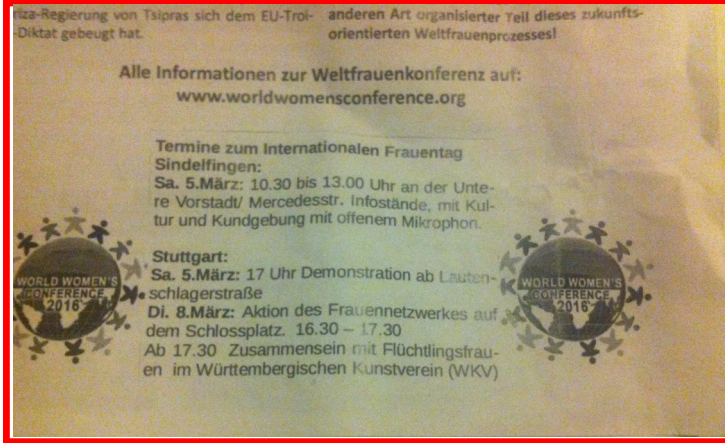 riza-Regierung von Tsipras sich dem EU-Troi-
-Diktat gebeugt hat.
anderen Art organisierter Teil dieses zukunfts-
orientierten Weltfrauenprozesses!
Alle Informationen zur Weltfrauenkonferenz auf:
www.worldwomensconference.org
Termine zum Internationalen Frauentag
Sindelfingen:
Sa. 5.März: 10.30 bis 13.00 Uhr an der Unte-
re Vorstadt/ Mercedesstr. Infostände, mit Kul-
tur und Kundgebung mit offenem Mikrophon.
Stuttgart:
Sa. 5.März: 17 Uhr Demonstration ab Lauten-
schlagerstraße
Di. 8.März: Aktion des Frauennetzwerkes auf
dem Schlossplatz. 16.30 – 17.30
Ab 17.30 Zusammensein mit Flüchtlingsfrau-
en im Württembergischen Kunstverein (WKV)
WORLD WOMEN'S
CONFERENCE
2016
WORLD WOMEN'S
CONFERENCE
2016